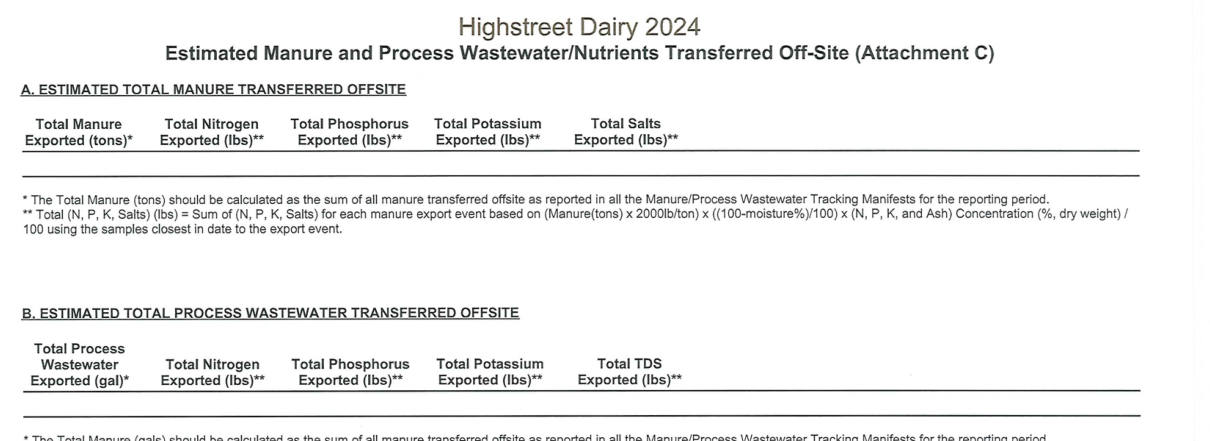 Highstreet Dairy 2024
Estimated Manure and Process Wastewater/Nutrients Transferred Off-Site (Attachment C)
A. ESTIMATED TOTAL MANURE TRANSFERRED OFFSITE
Total Manure Total Nitrogen Total Phosphorus Total Potassium Total Salts
Exported (tons)* Exported (lbs)** Exported (lbs)** Exported (lbs)** Exported (lbs)**
* The Total Manure (tons) should be calculated as the sum of all manure transferred offsite as reported in all the Manure/Process Wastewater Tracking Manifests for the reporting period.
** Total (N, P, K, Salts) (lbs) = Sum of (N, P, K, Salts) for each manure export event based on (Manure(tons) x 2000lb/ton) x ((100-moisture%)/100) x (N, P, K, and Ash) Concentration (%, dry weight) /
100 using the samples closest in date to the export event.
B. ESTIMATED TOTAL PROCESS WASTEWATER TRANSFERRED OFFSITE
Total Process
Wastewater Total Nitrogen Total Phosphorus Total Potassium Total TDS
Exported (gal)* Exported (lbs)** Exported (lbs)** Exported (lbs)** Exported (lbs)**
* The Total Manure (gals) should be calculated as the sum of all manure transferred offsite as reported in all the Manure/Process Wastewater Tracking Manifests for the reporting period.